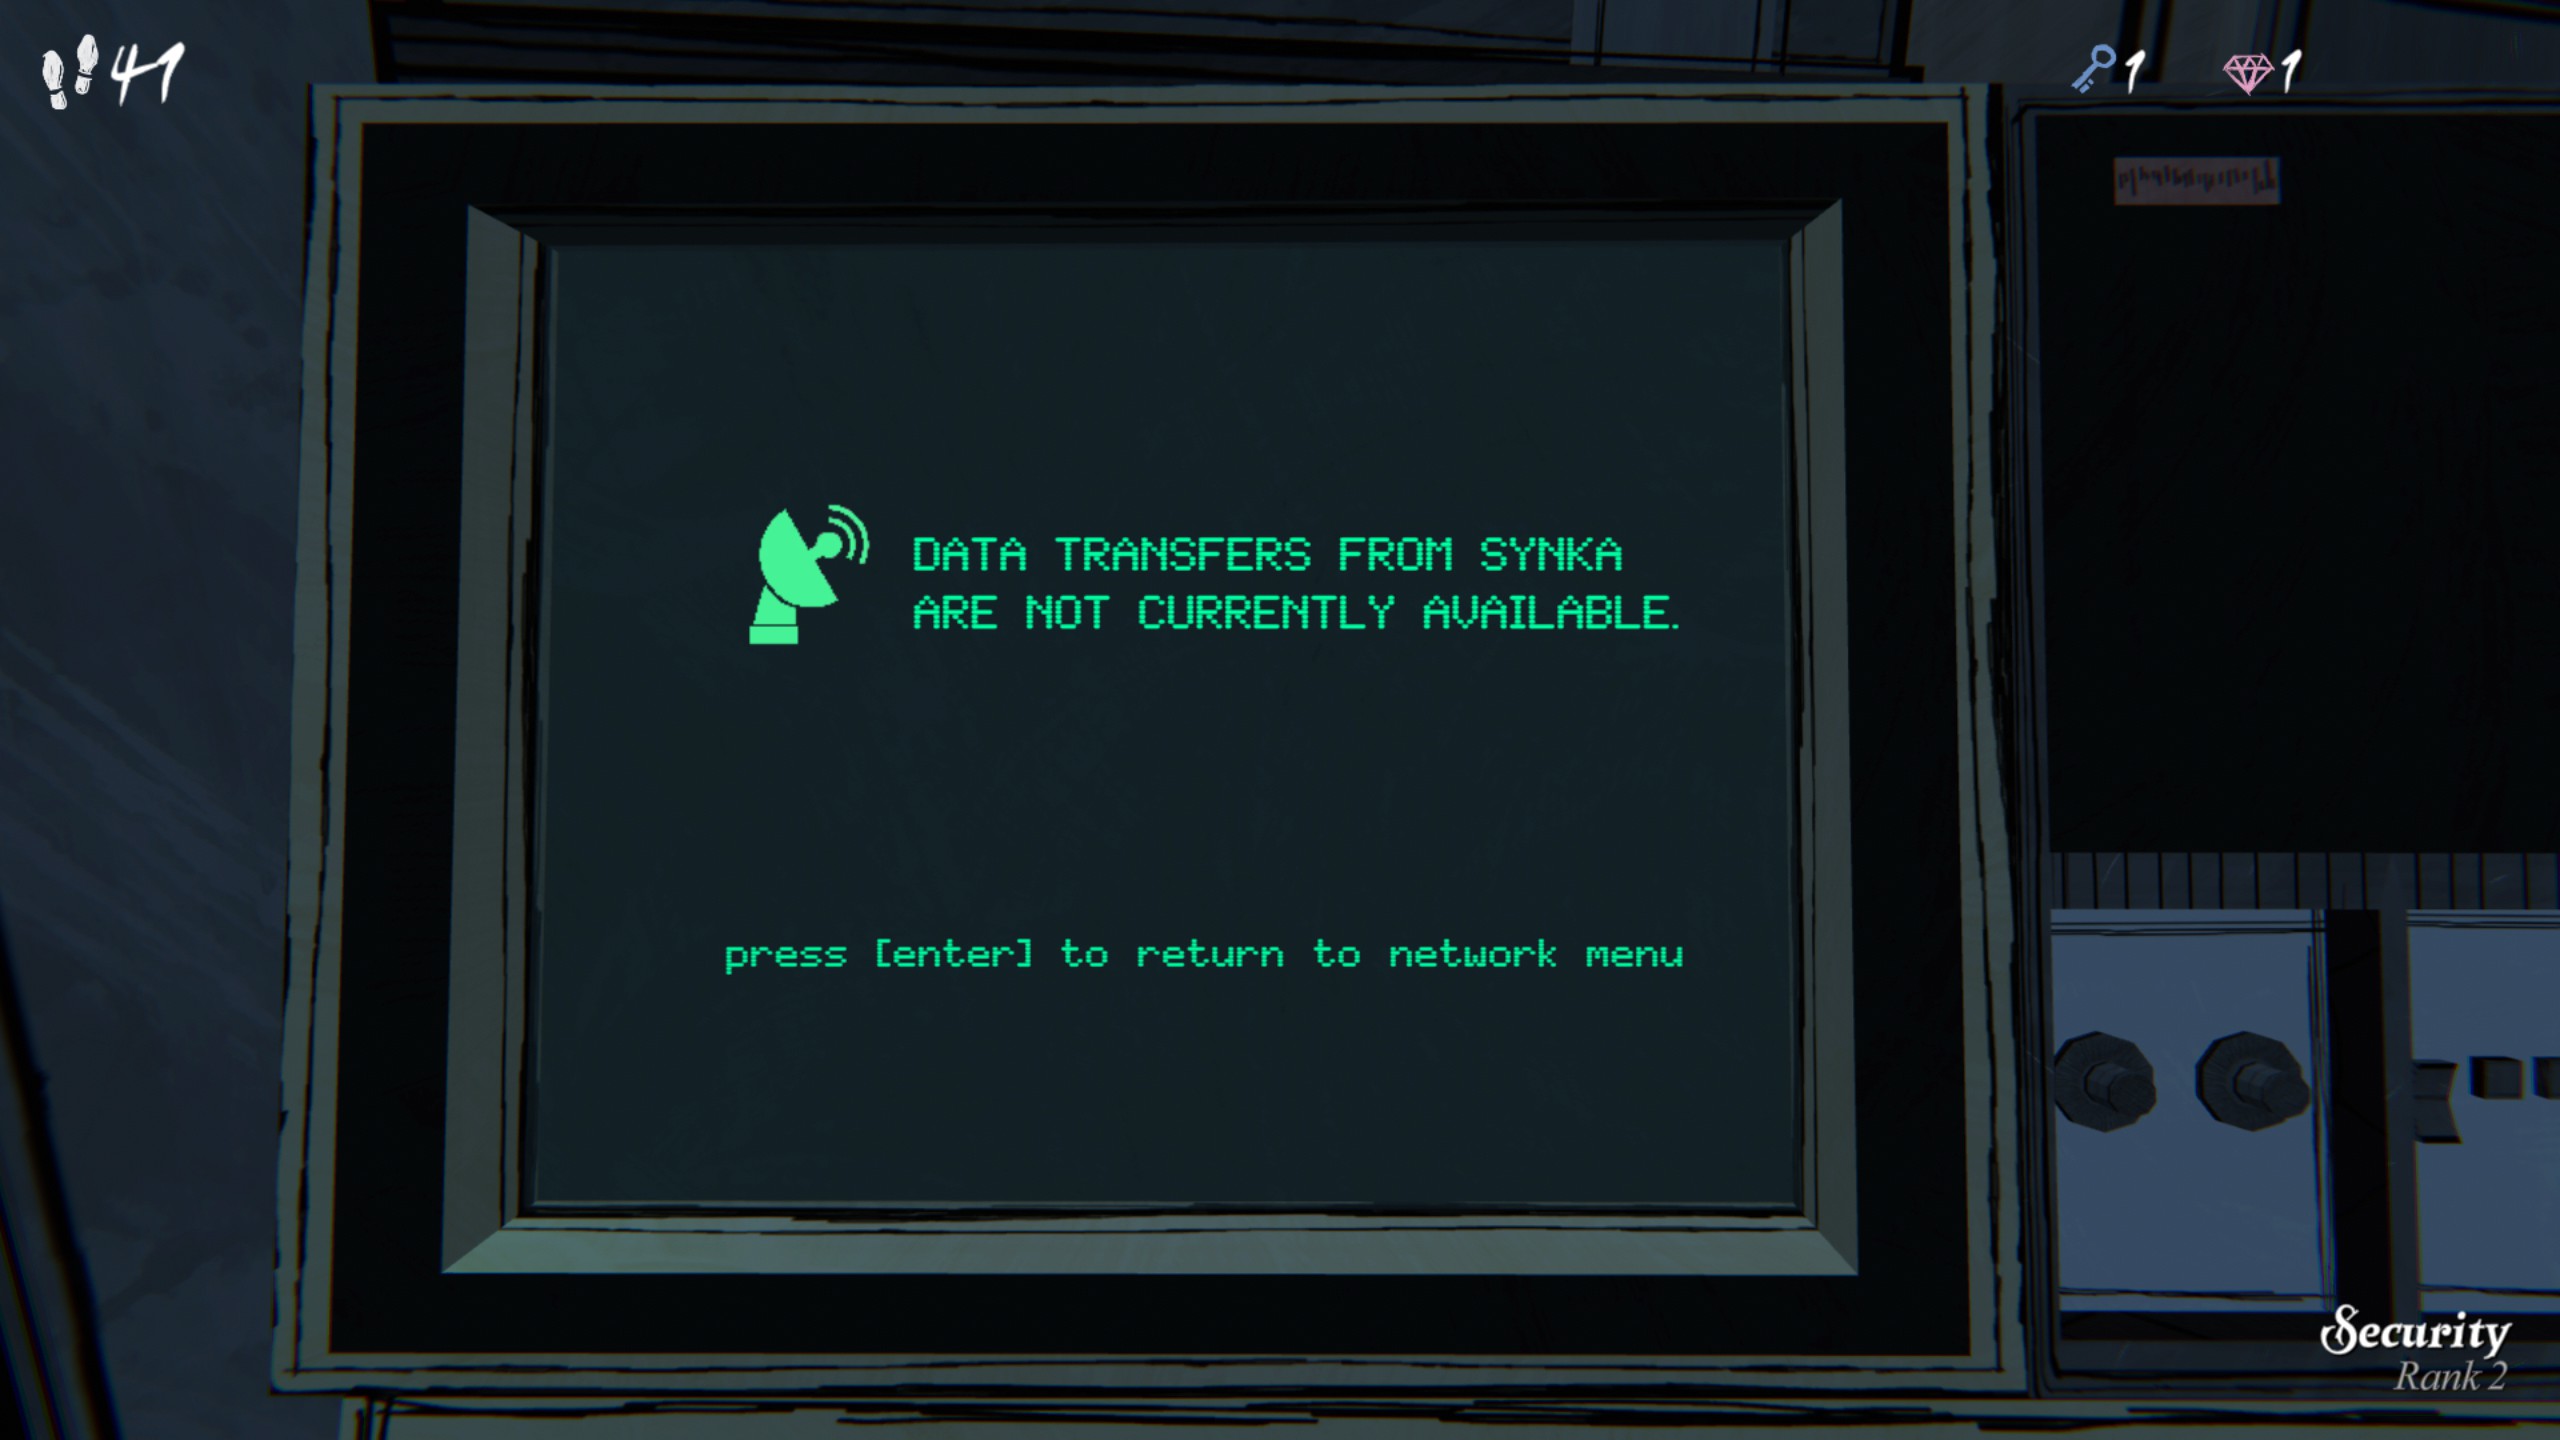 41
1
1
DATA TRANSFERS FROM SYNKA
ARE NOT CURRENTLY AVAILABLE.
press [enter] to return to network menu
Security
Rank 2